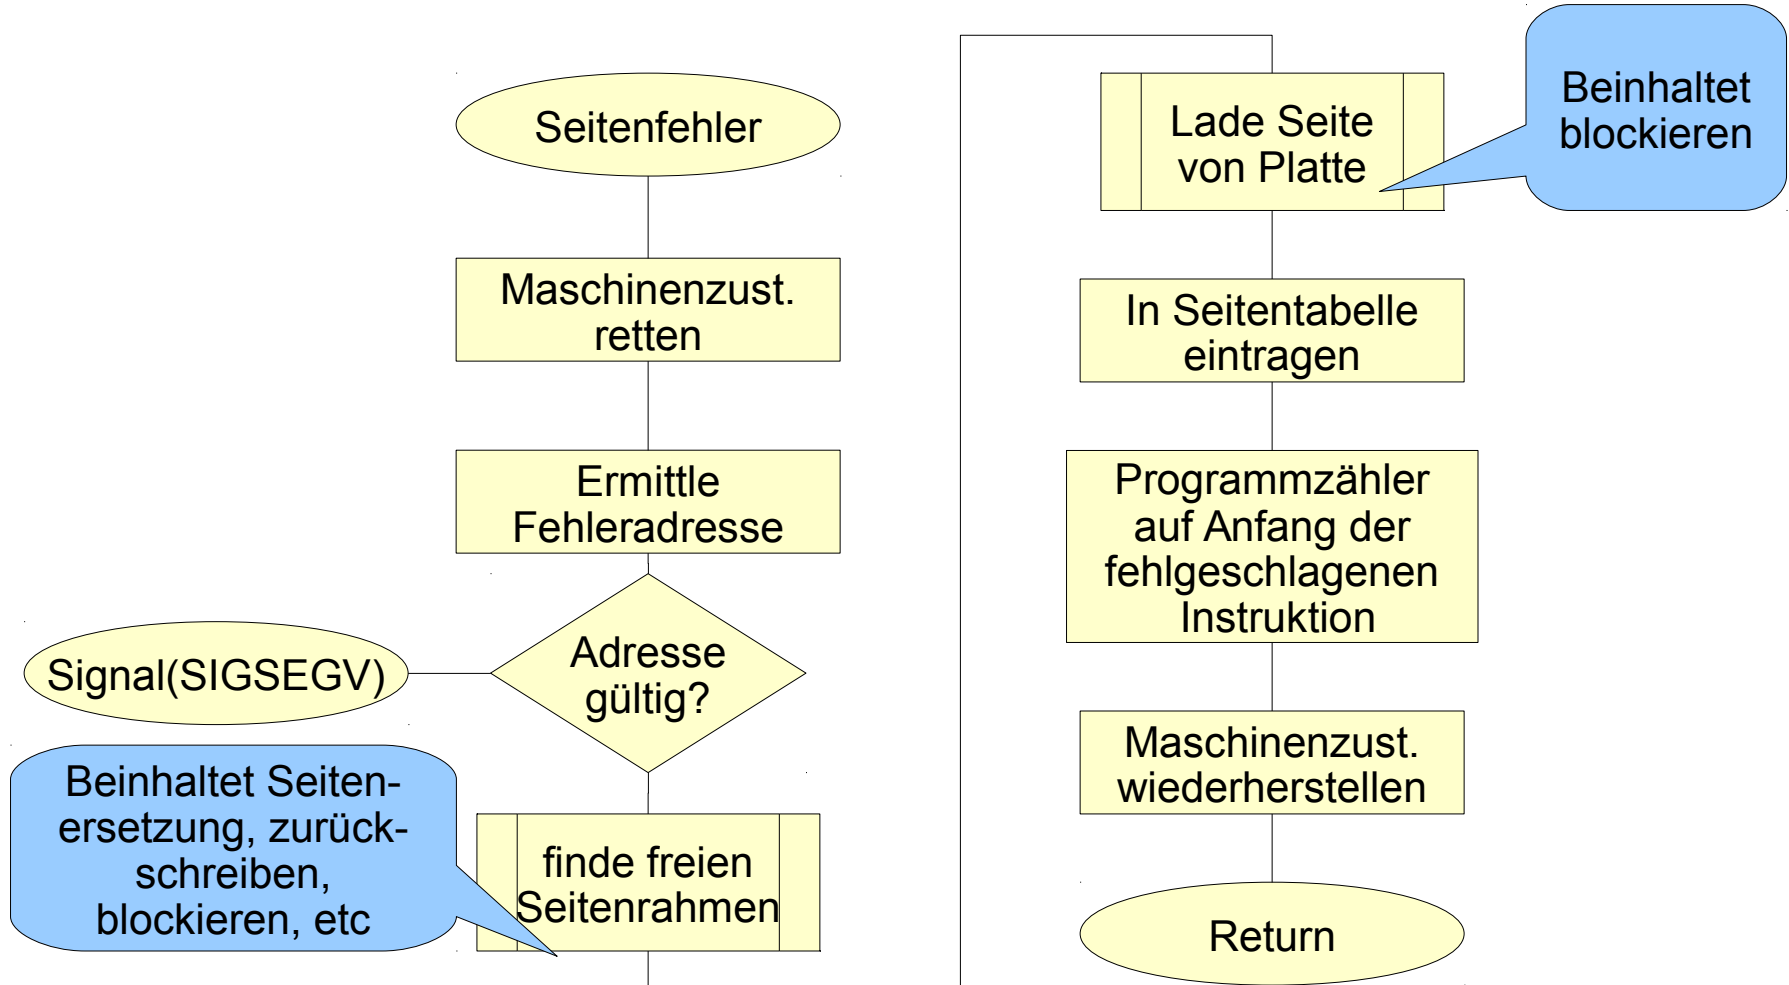 Seitenfehler
Maschinenzust.
retten
Ermittle
Fehleradresse
Adresse
gültig?
Signal(SIGSEGV)
Beinhaltet Seiten-
ersetzung, zurück-
schreiben,
blockieren, etc
finde freien
Seitenrahmen
Lade Seite
von Platte
Beinhaltet
blockieren
In Seitentabelle
eintragen
Programmzähler
auf Anfang der
fehlgeschlagenen
Instruktion
Maschinenzust.
wiederherstellen
Return